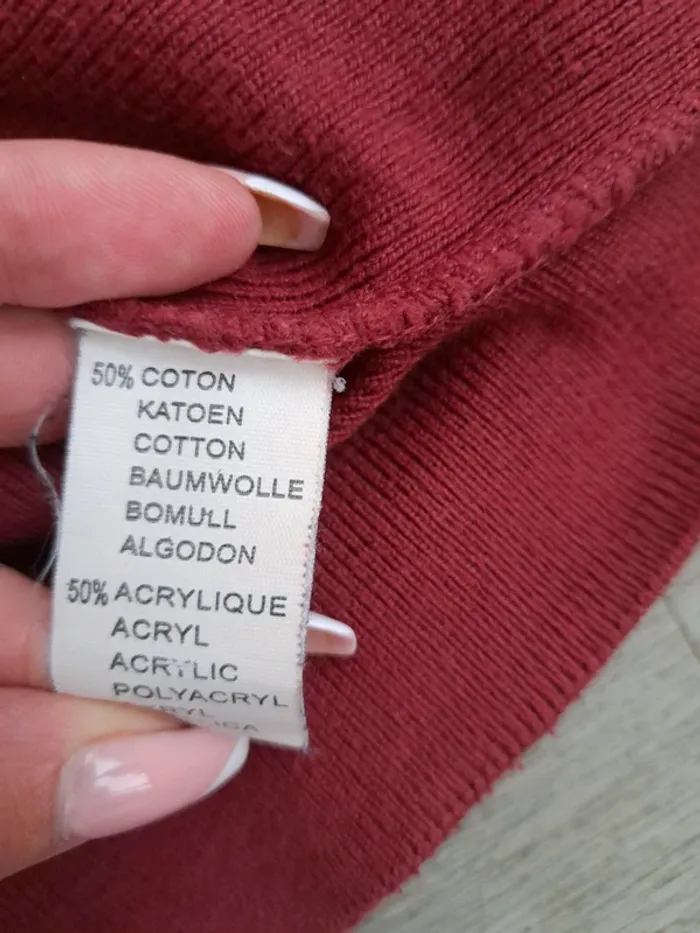 50% COTON
KATOEN
COTTON
BAUMWOLLE
BOMULL
ALGODON
50% ACRYLIQUE
ACRYL
ACRYLIC
POLYACRYL